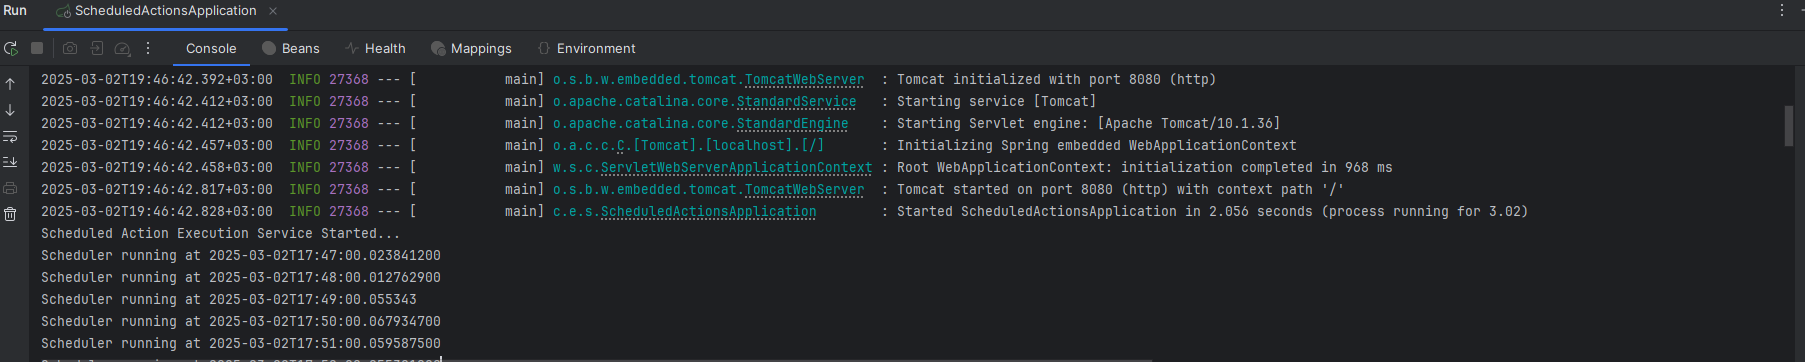 Run ScheduledActionsApplication
Console Beans Health Mappings Environment
2025-03-02T19:46:42.392+03:00  INFO 27368 --- [           main] o.s.b.w.embedded.tomcat.TomcatWebServer  : Tomcat initialized with port 8080 (http)
2025-03-02T19:46:42.412+03:00  INFO 27368 --- [           main] o.apache.catalina.core.StandardService   : Starting service [Tomcat]
2025-03-02T19:46:42.412+03:00  INFO 27368 --- [           main] o.apache.catalina.core.StandardEngine    : Starting Servlet engine: [Apache Tomcat/10.1.36]
2025-03-02T19:46:42.457+03:00  INFO 27368 --- [           main] o.a.c.c.C.[Tomcat].[localhost].[/]       : Initializing Spring embedded WebApplicationContext
2025-03-02T19:46:42.458+03:00  INFO 27368 --- [           main] w.s.c.ServletWebServerApplicationContext : Root WebApplicationContext: initialization completed in 968 ms
2025-03-02T19:46:42.817+03:00  INFO 27368 --- [           main] o.s.b.w.embedded.tomcat.TomcatWebServer  : Tomcat started on port 8080 (http) with context path '/'
2025-03-02T19:46:42.828+03:00  INFO 27368 --- [           main] c.e.s.ScheduledActionsApplication        : Started ScheduledActionsApplication in 2.056 seconds (process running for 3.02)
Scheduled Action Execution Service Started...
Scheduler running at 2025-03-02T17:47:00.023841200
Scheduler running at 2025-03-02T17:48:00.012762900
Scheduler running at 2025-03-02T17:49:00.055343
Scheduler running at 2025-03-02T17:50:00.067934700
Scheduler running at 2025-03-02T17:51:00.059587500